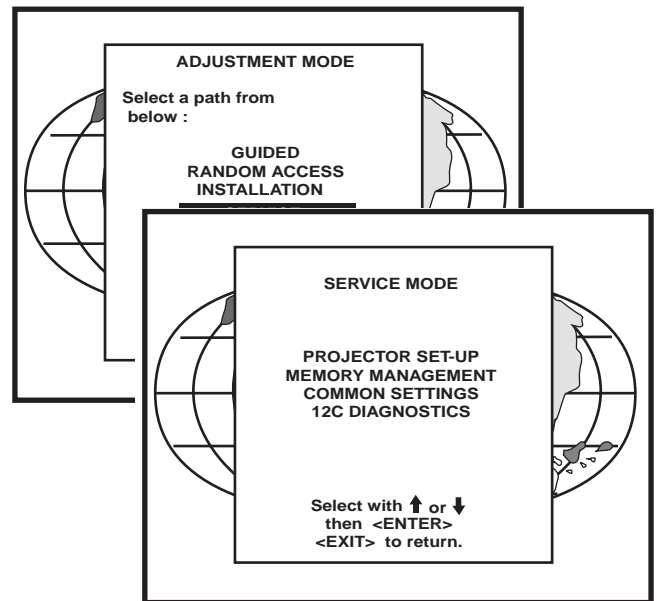 ADJUSTMENT MODE
Select a path from
below :
GUIDED
RANDOM ACCESS
INSTALLATION
SERVICE MODE
PROJECTOR SET-UP
MEMORY MANAGEMENT
COMMON SETTINGS
12C DIAGNOSTICS
Select with ⬆ or ⬇
then <ENTER>
<EXIT> to return.